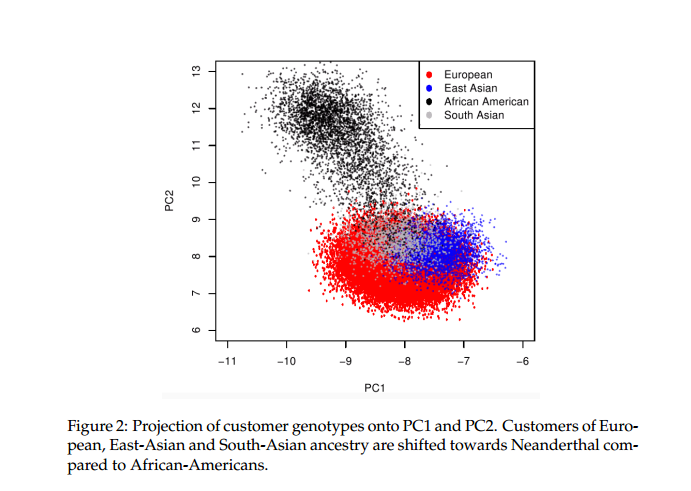 European
East Asian
African American
South Asian
13
12
11
10
9
8
7
6
PC2
−11 −10 −9 −8 −7 −6
PC1
Figure 2: Projection of customer genotypes onto PC1 and PC2. Customers of Euro-
pean, East-Asian and South-Asian ancestry are shifted towards Neanderthal com-
pared to African-Americans.